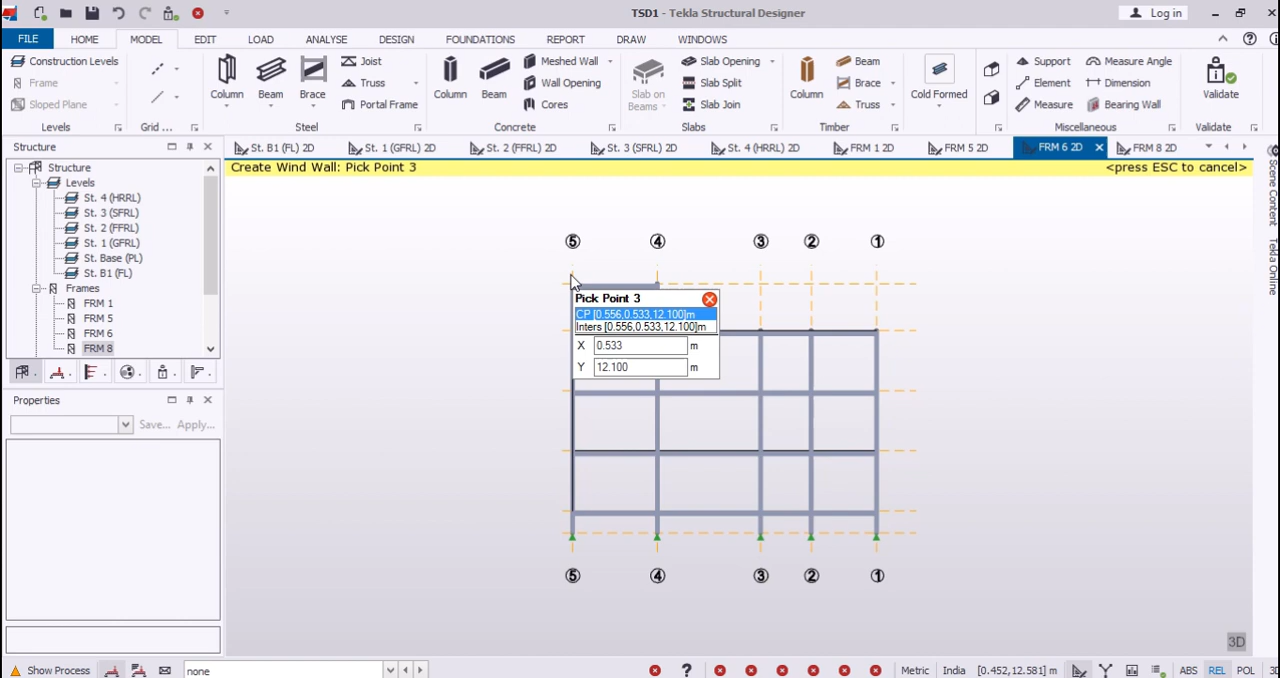 TSD1 - Tekla Structural Designer
Log in
FILE
HOME
MODEL
EDIT
LOAD
ANALYSE
DESIGN
FOUNDATIONS
REPORT
DRAW
WINDOWS
Construction Levels
Frame
Sloped Plane
Levels
Grid ...
Column
Beam
Brace
Joist
Truss
Portal Frame
Steel
Column
Beam
Meshed Wall
Wall Opening
Cores
Concrete
Slab on
Beams
Slab Opening
Slab Split
Slab Join
Slabs
Column
Beam
Brace
Truss
Timber
Cold Formed
Support
Element
Measure
Measure Angle
Dimension
Bearing Wall
Miscellaneous
Validate
Validate
Structure
St. B1 (FL) 2D
St. 1 (GFRL) 2D
St. 2 (FFRL) 2D
St. 3 (SFRL) 2D
St. 4 (HRRL) 2D
FRM 1 2D
FRM 5 2D
FRM 6 2D
FRM 8 2D
Create Wind Wall: Pick Point 3
<press ESC to cancel>
Structure
Levels
St. 4 (HRRL)
St. 3 (SFRL)
St. 2 (FFRL)
St. 1 (GFRL)
St. Base (PL)
St. B1 (FL)
Frames
FRM 1
FRM 5
FRM 6
FRM 8
Properties
Save...
Apply...
5
4
3
2
1
Pick Point 3
CP [0.556,0.533,12.100]m
Inters [0.556,0.533,12.100]m
X 0.533 m
Y 12.100 m
5
4
3
2
1
3D
Scene Content
Tekla Online
Show Process
none
Metric
India
[0.452,12.581] m
ABS
REL
POL
3D